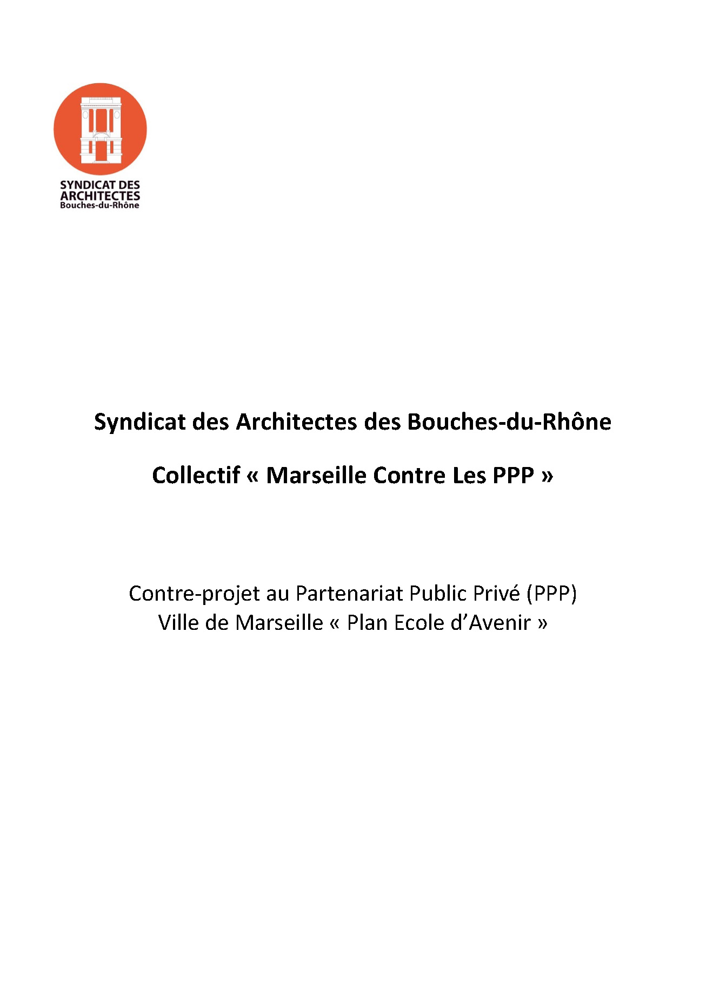 SYNDICAT DES
ARCHITECTES
Bouches-du-Rhône
Syndicat des Architectes des Bouches-du-Rhône
Collectif « Marseille Contre Les PPP »
Contre-projet au Partenariat Public Privé (PPP)
Ville de Marseille « Plan Ecole d’Avenir »